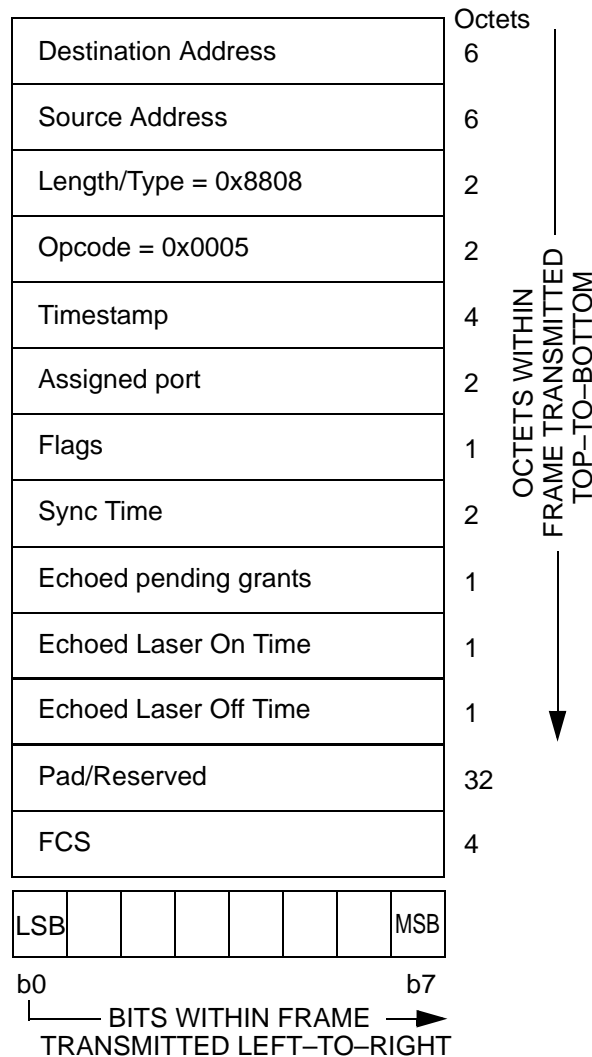 Octets
Destination Address 6
Source Address 6
Length/Type = 0x8808 2
Opcode = 0x0005 2
Timestamp 4
Assigned port 2
Flags 1
Sync Time 2
Echoed pending grants 1
Echoed Laser On Time 1
Echoed Laser Off Time 1
Pad/Reserved 32
FCS 4
OCTETS WITHIN
FRAME TRANSMITTED
TOP–TO–BOTTOM
LSB MSB
b0 b7
BITS WITHIN FRAME
TRANSMITTED LEFT–TO–RIGHT